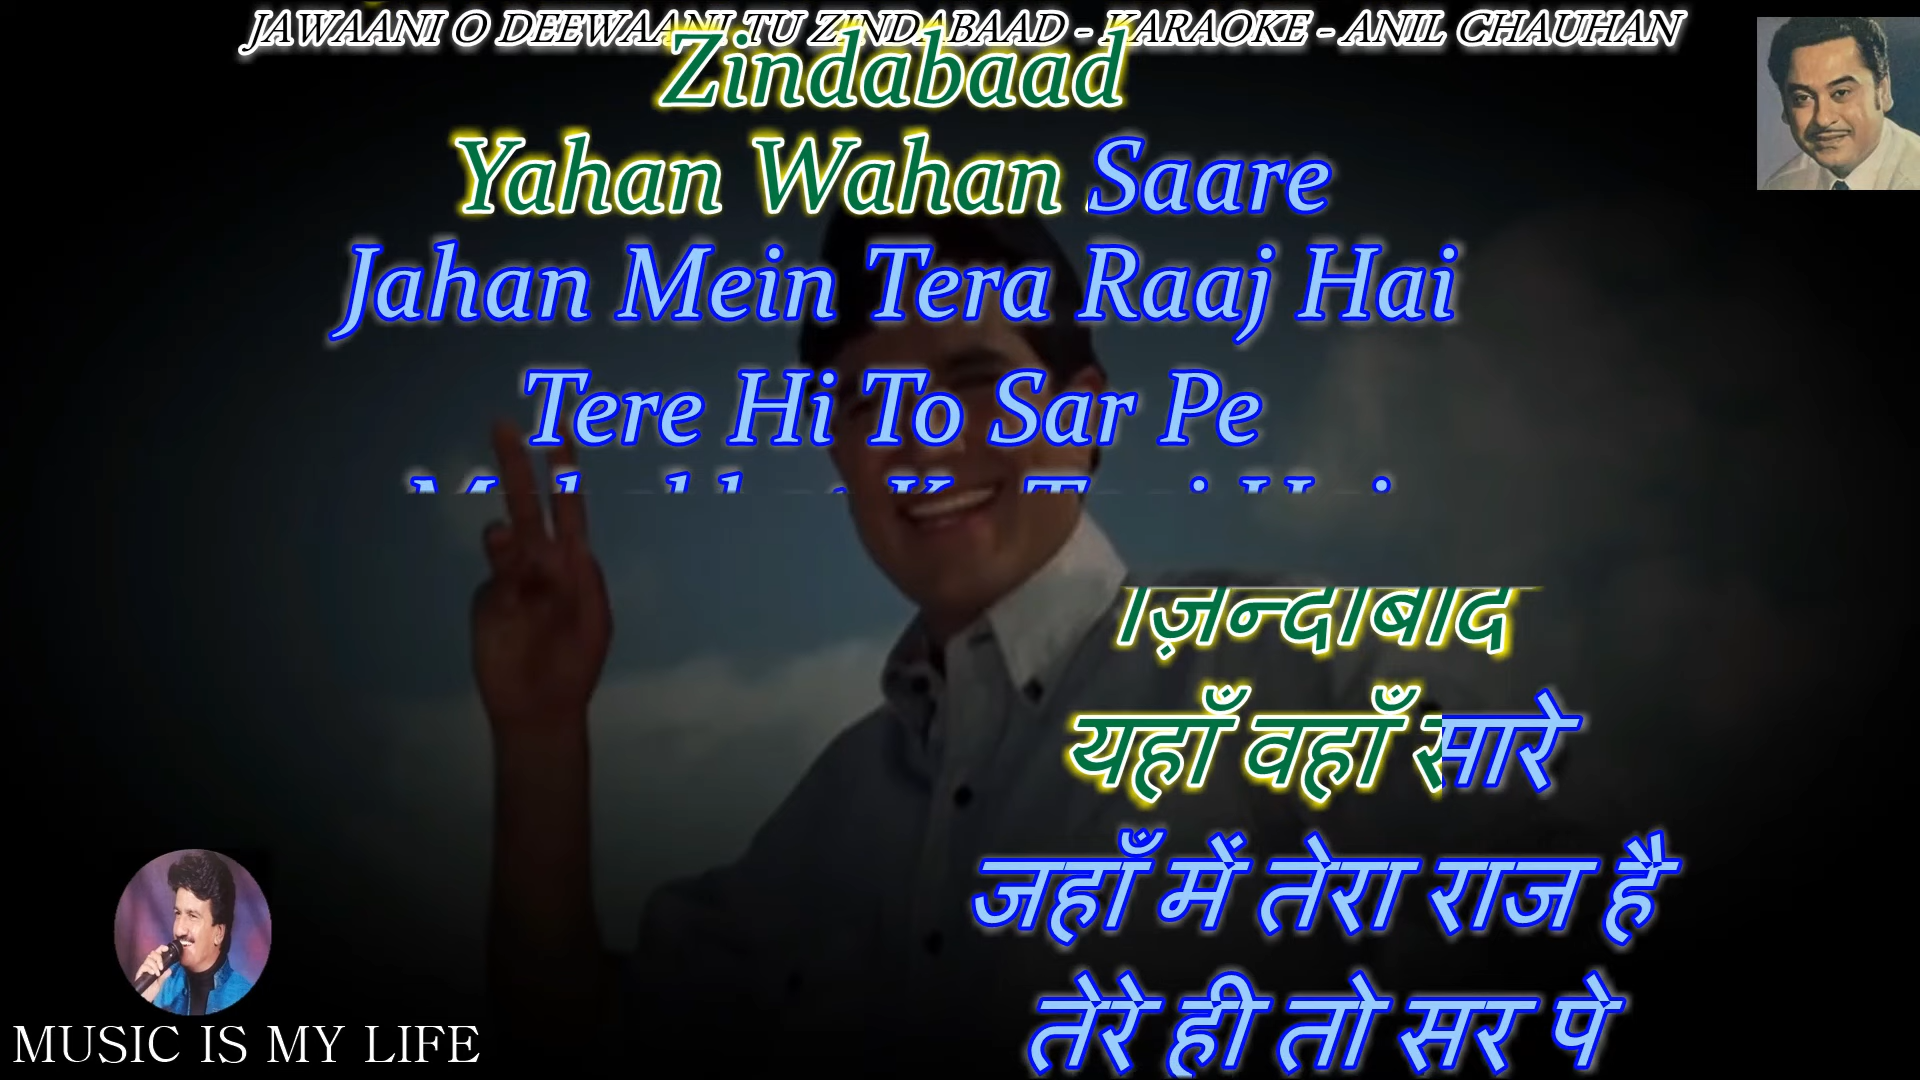 JAWAANI O DEEWAANI TU ZINDABAAD - KARAOKE - ANIL CHAUHAN
Zindabaad
Yahan Wahan Saare
Jahan Mein Tera Raaj Hai
Tere Hi To Sar Pe
ज़िन्दाबाद
यहाँ वहाँ सारे
जहाँ में तेरा राज है
तेरे ही तो सर पे
MUSIC IS MY LIFE